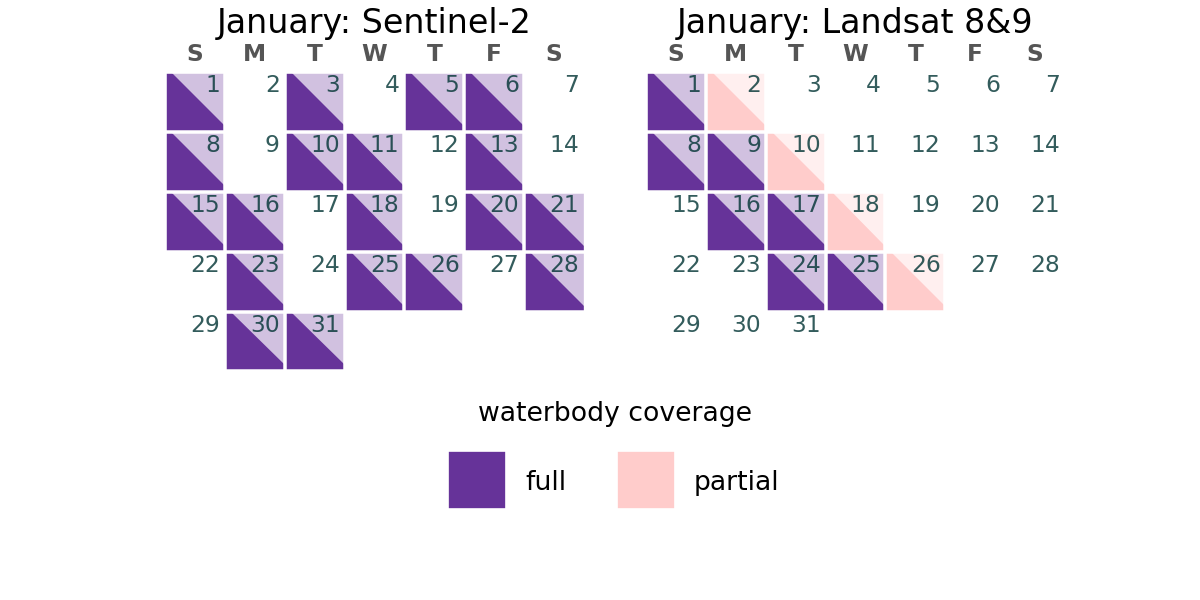 January: Sentinel-2
S M T W T F S
1 2 3 4 5 6 7
8 9 10 11 12 13 14
15 16 17 18 19 20 21
22 23 24 25 26 27 28
29 30 31
January: Landsat 8&9
S M T W T F S
1 2 3 4 5 6 7
8 9 10 11 12 13 14
15 16 17 18 19 20 21
22 23 24 25 26 27 28
29 30 31
waterbody coverage
full partial